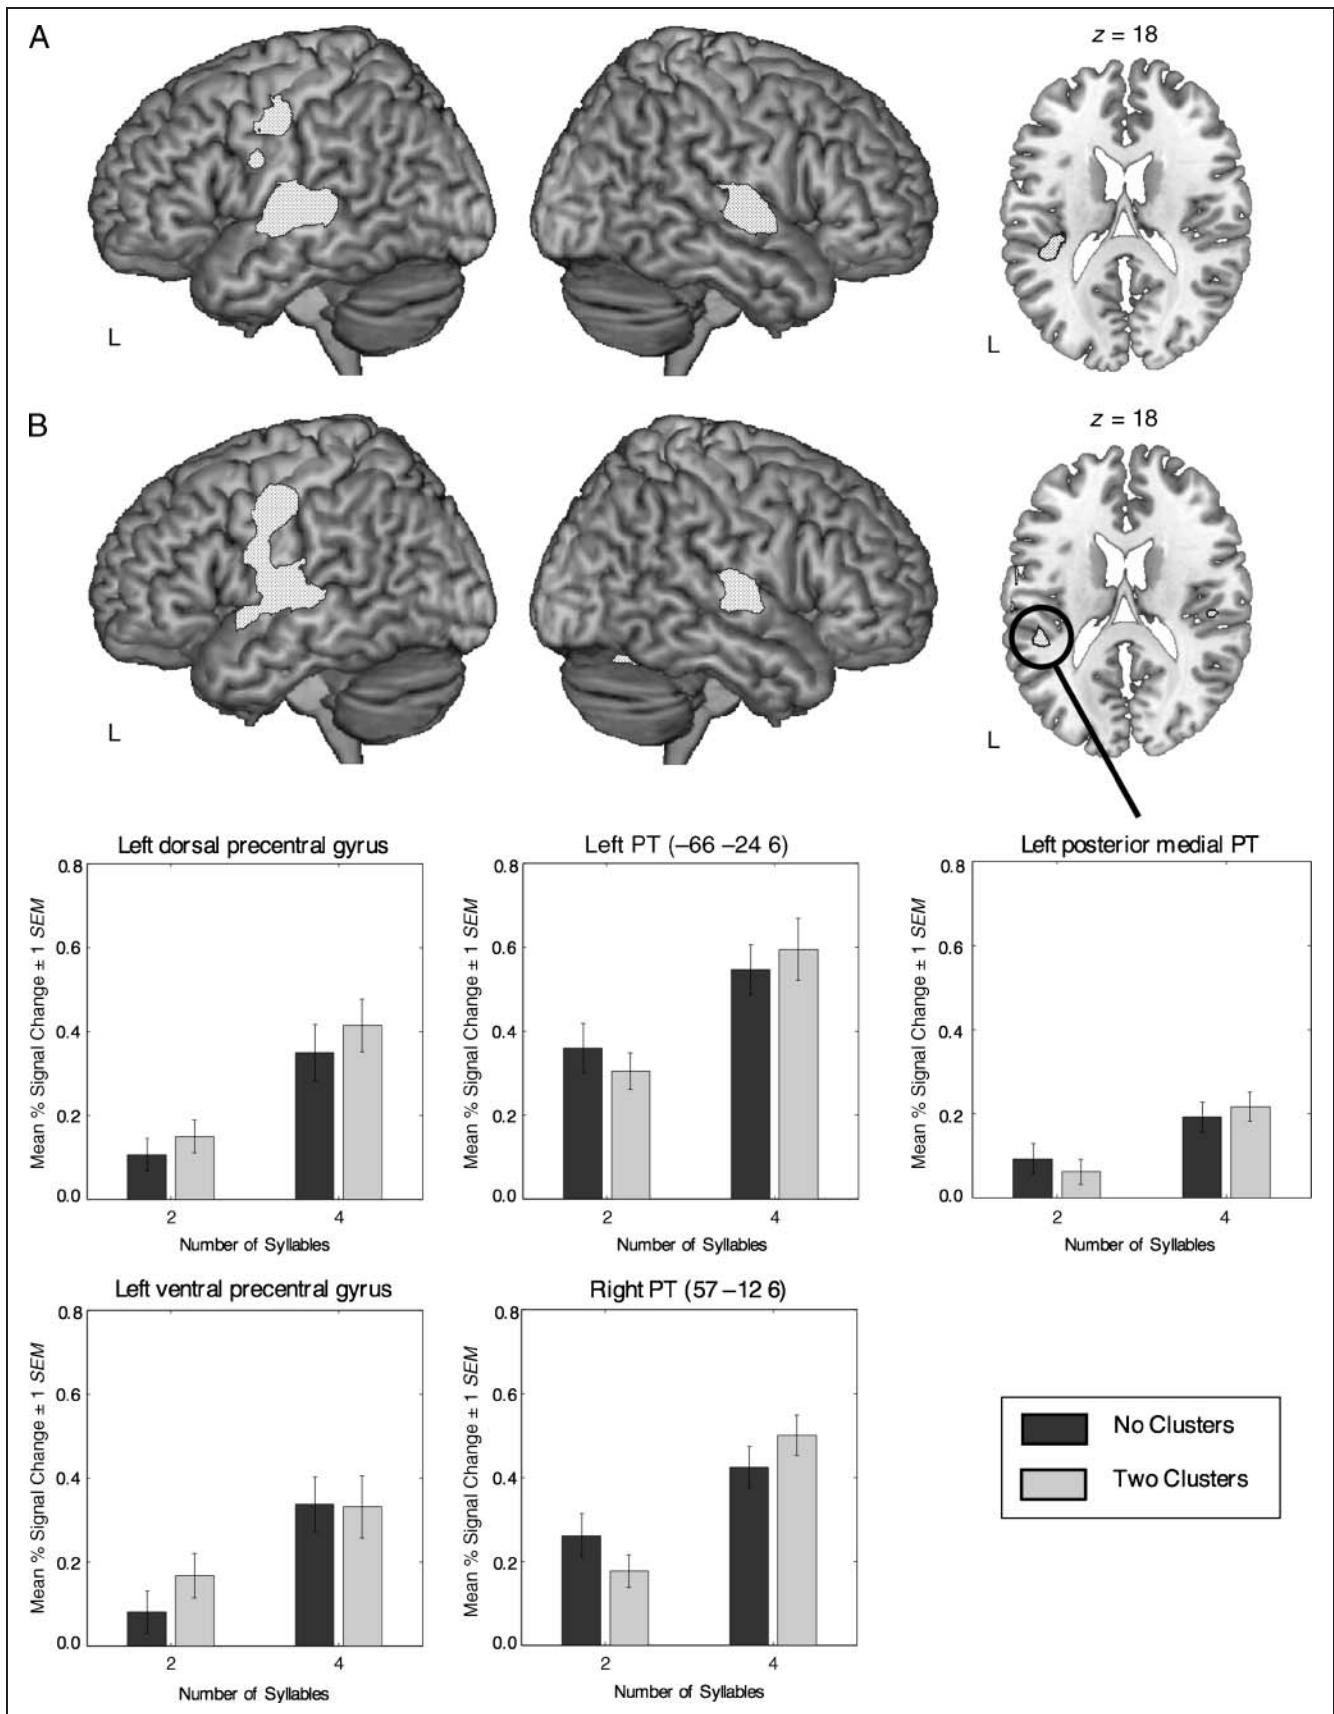 A
z = 18
L
L
B
z = 18
L
L
Left dorsal precentral gyrus
0.8
0.6
0.4
0.2
0.0
Mean % Signal Change ± 1 SEM
2
4
Number of Syllables
Left PT (–66 –24 6)
0.8
0.6
0.4
0.2
0.0
Mean % Signal Change ± 1 SEM
2
4
Number of Syllables
Left posterior medial PT
0.8
0.6
0.4
0.2
0.0
Mean % Signal Change ± 1 SEM
2
4
Number of Syllables
Left ventral precentral gyrus
0.8
0.6
0.4
0.2
0.0
Mean % Signal Change ± 1 SEM
2
4
Number of Syllables
Right PT (57 –12 6)
0.8
0.6
0.4
0.2
0.0
Mean % Signal Change ± 1 SEM
2
4
Number of Syllables
No Clusters
Two Clusters